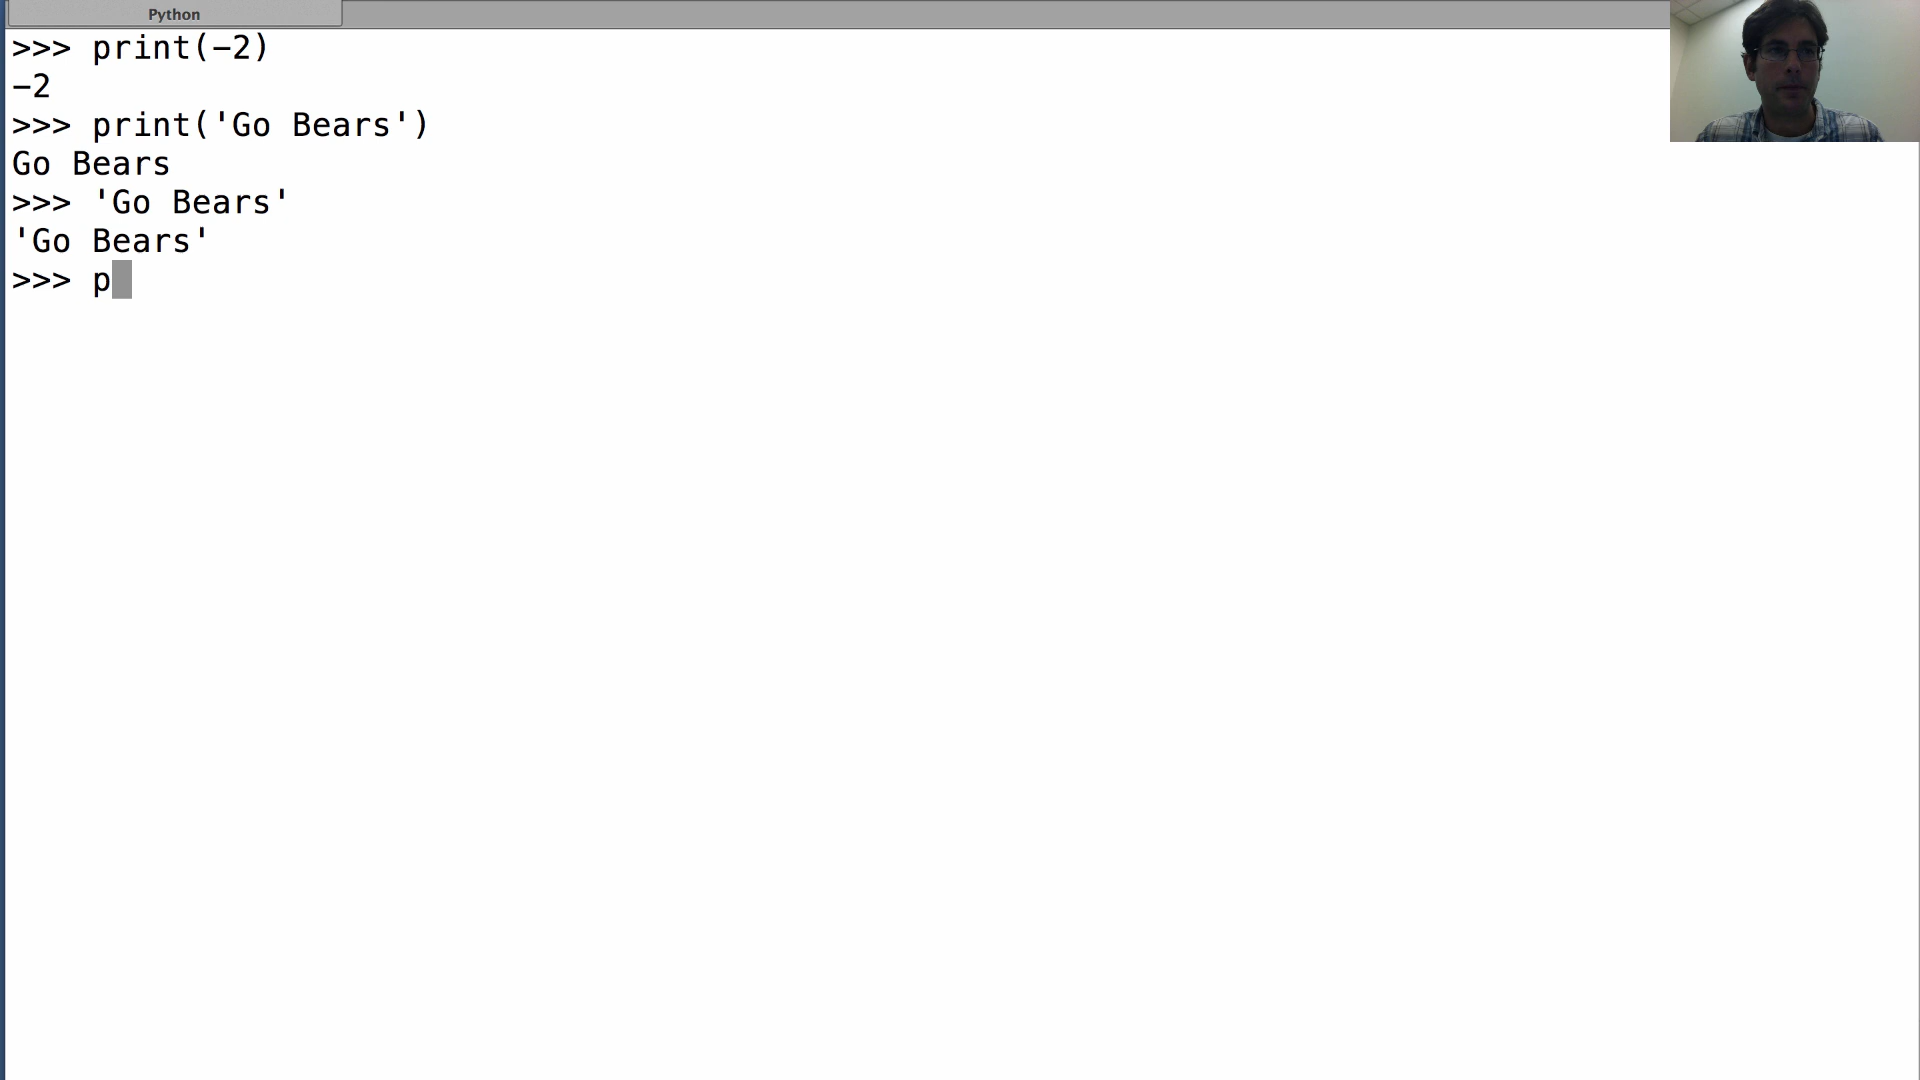 Python
>>> print(-2)
-2
>>> print('Go Bears')
Go Bears
>>> 'Go Bears'
'Go Bears'
>>> p